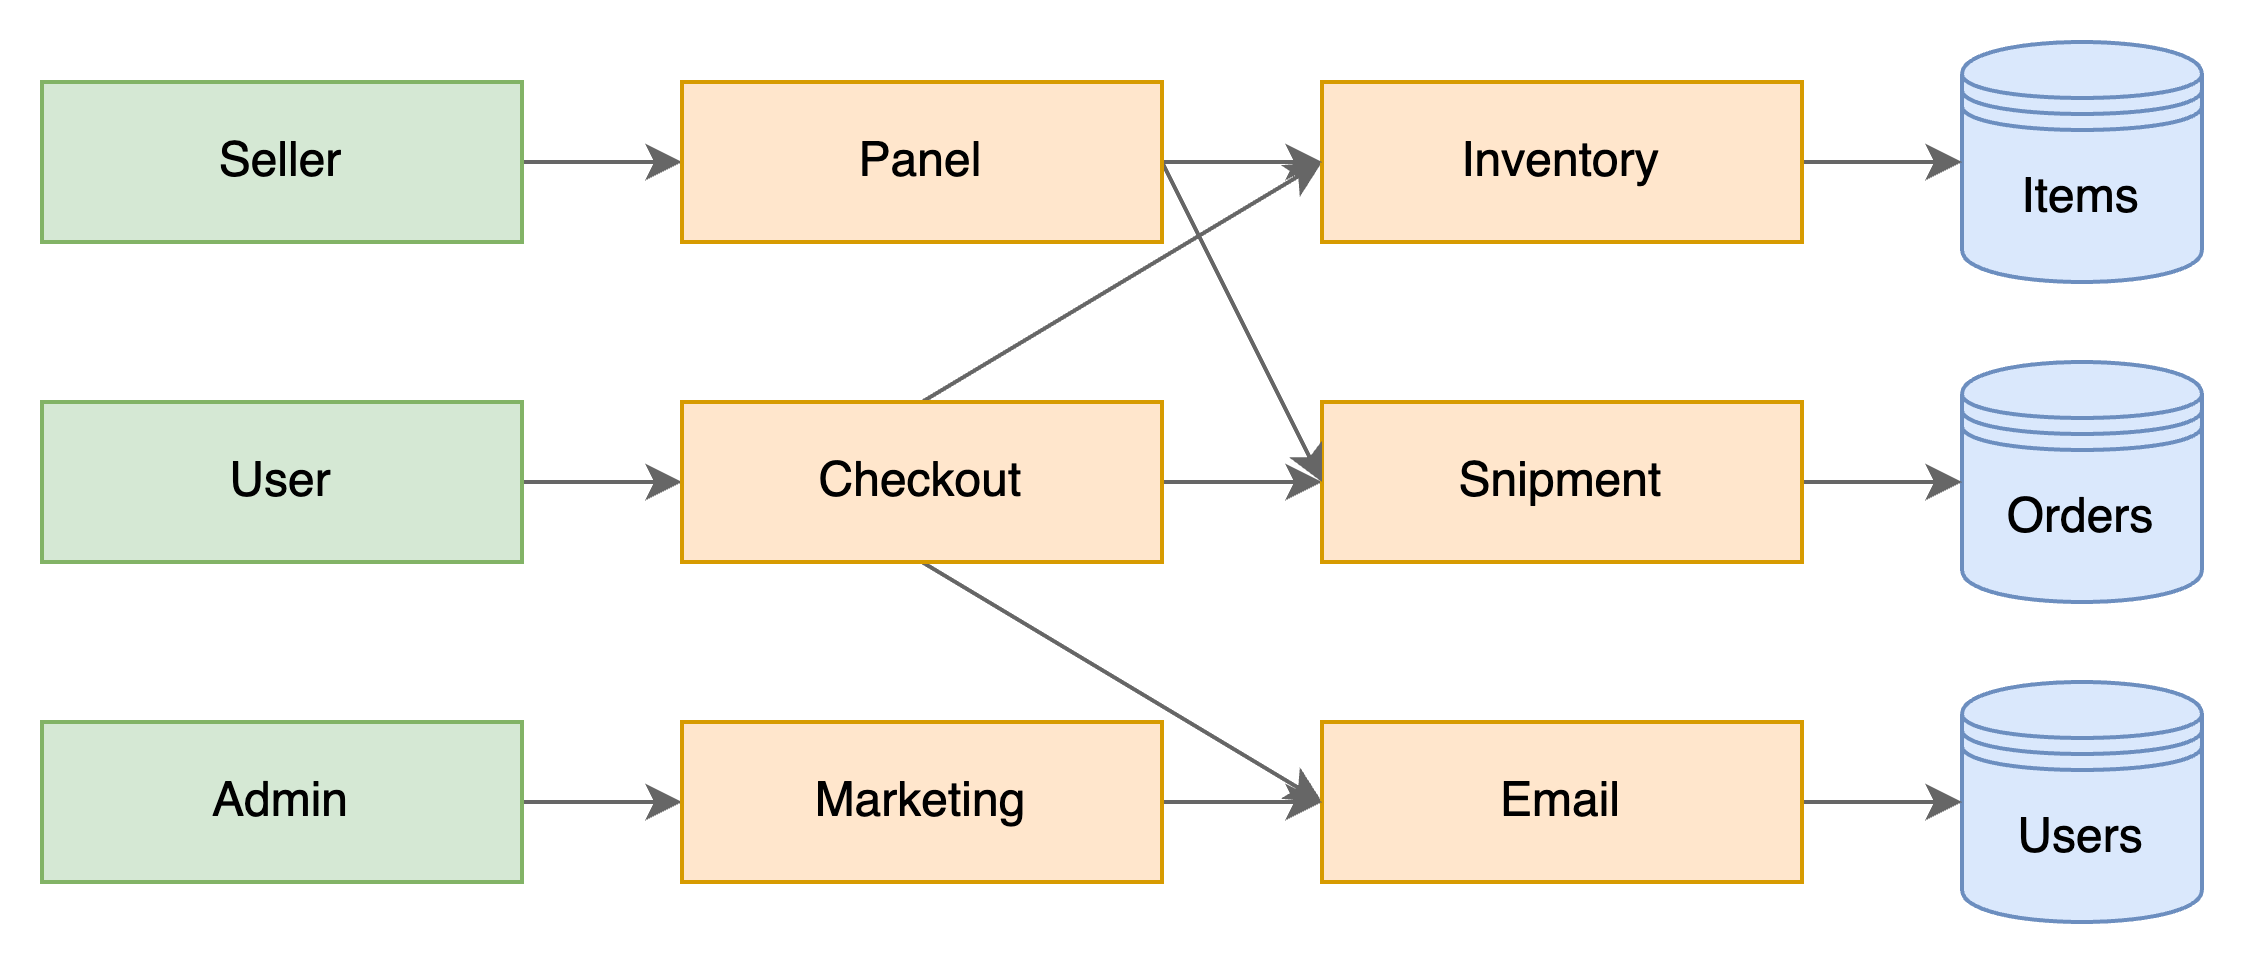 Seller
Panel
Inventory
Items
User
Checkout
Snipment
Orders
Admin
Marketing
Email
Users